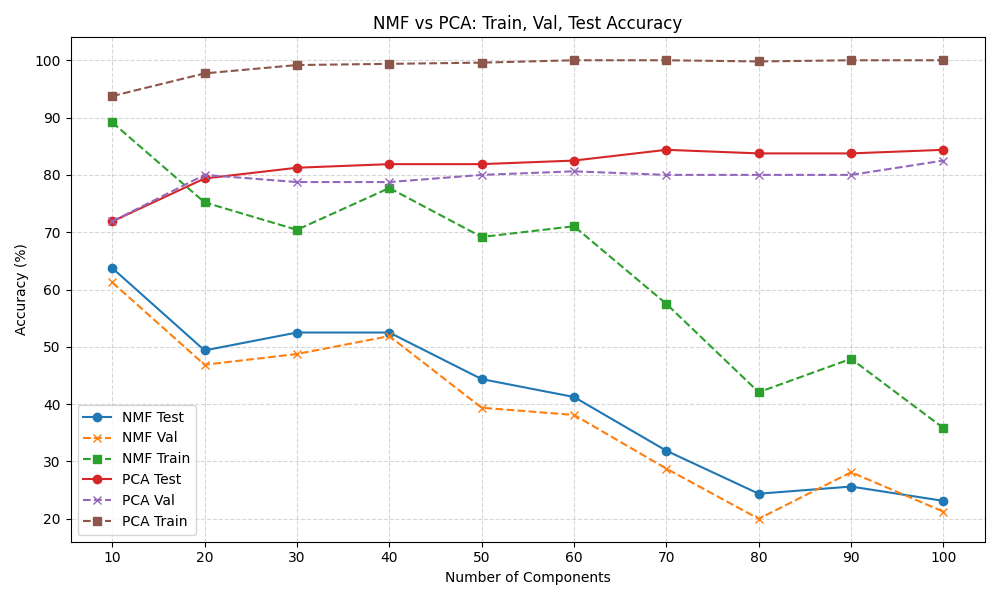 NMF vs PCA: Train, Val, Test Accuracy
Accuracy (%)
100
90
80
70
60
50
40
30
20
NMF Test
NMF Val
NMF Train
PCA Test
PCA Val
PCA Train
10 20 30 40 50 60 70 80 90 100
Number of Components